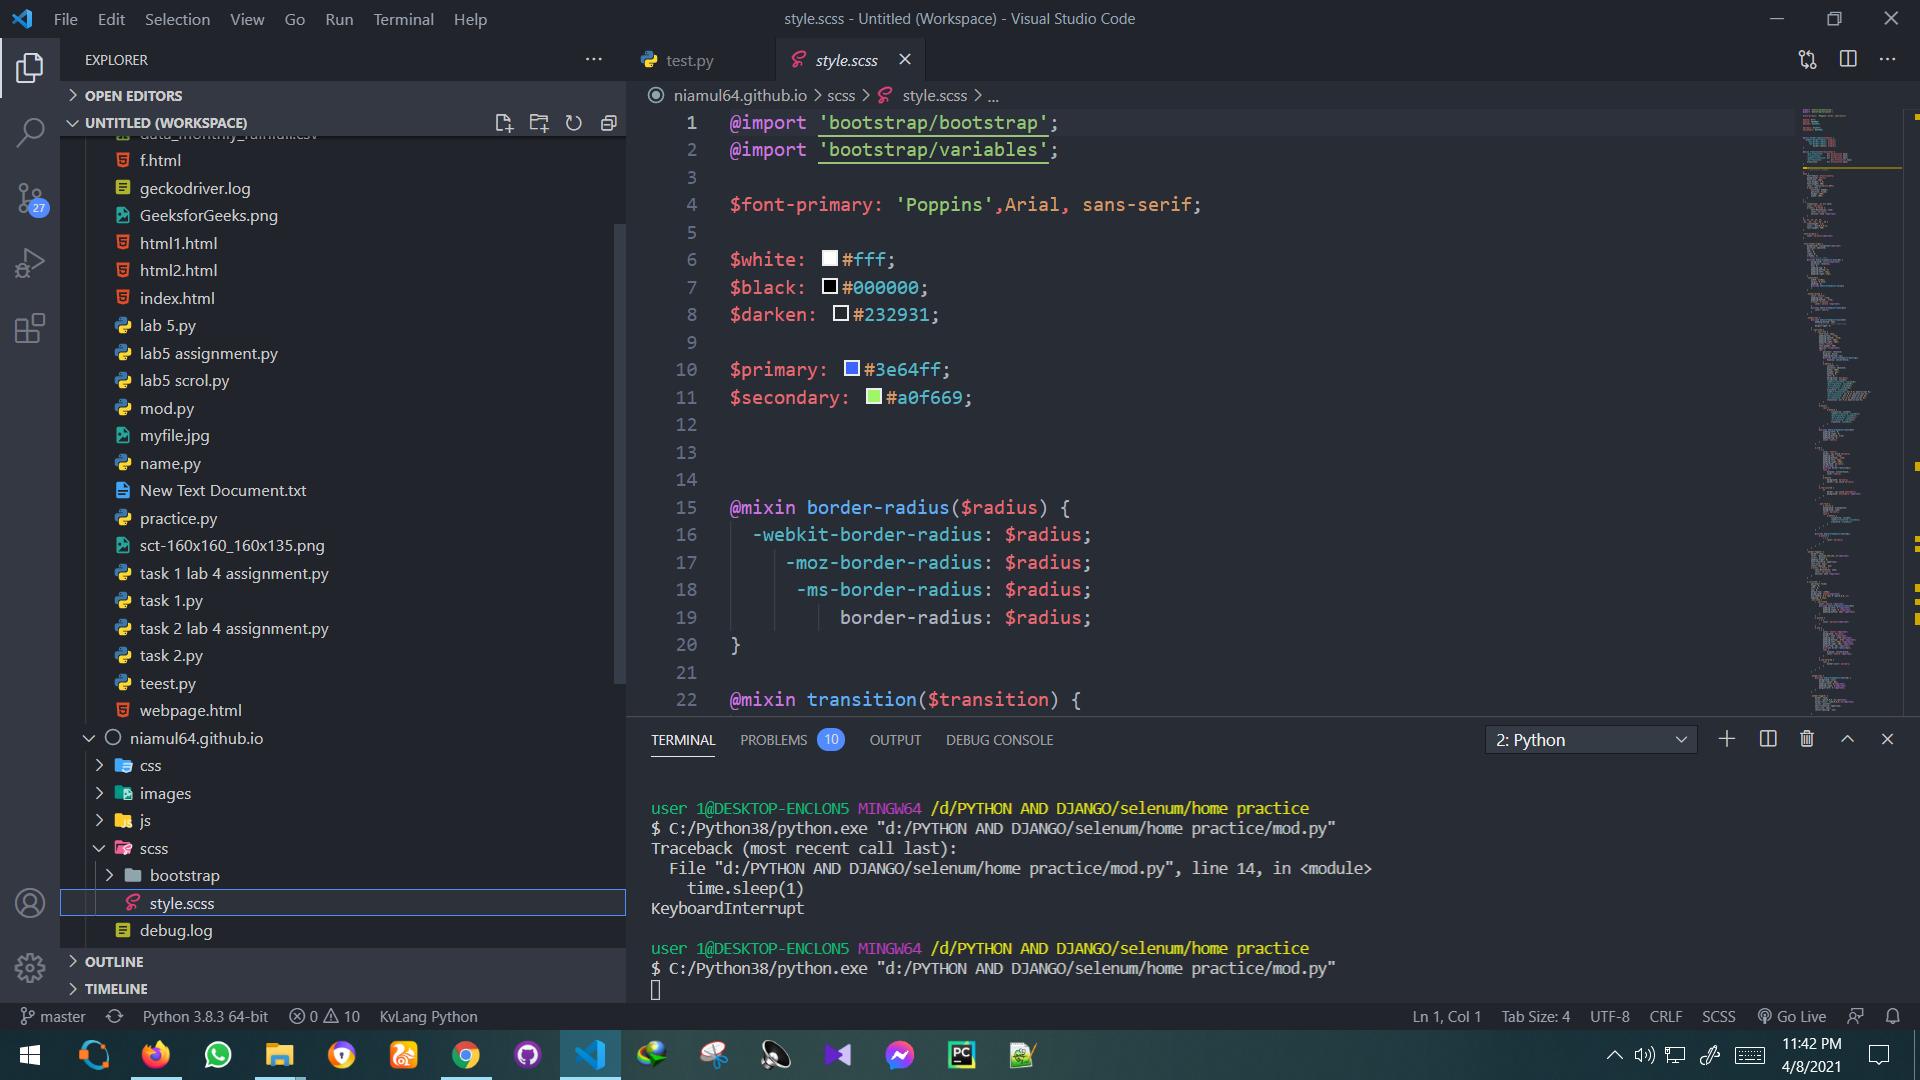 File Edit Selection View Go Run Terminal Help
style.scss - Untitled (Workspace) - Visual Studio Code
EXPLORER
OPEN EDITORS
UNTITLED (WORKSPACE)
data_monthly_rainfall.csv
f.html
geckodriver.log
GeeksforGeeks.png
html1.html
html2.html
index.html
lab 5.py
lab5 assignment.py
lab5 scrol.py
mod.py
myfile.jpg
name.py
New Text Document.txt
practice.py
sct-160x160_160x135.png
task 1 lab 4 assignment.py
task 1.py
task 2 lab 4 assignment.py
task 2.py
teest.py
webpage.html
niamul64.github.io
css
images
js
scss
bootstrap
style.scss
debug.log
OUTLINE
TIMELINE
27
test.py
style.scss
niamul64.github.io > scss > style.scss > ...
1 @import 'bootstrap/bootstrap';
2 @import 'bootstrap/variables';
3
4 $font-primary: 'Poppins',Arial, sans-serif;
5
6 $white: #fff;
7 $black: #000000;
8 $darken: #232931;
9
10 $primary: #3e64ff;
11 $secondary: #a0f669;
12
13
14
15 @mixin border-radius($radius) {
16 -webkit-border-radius: $radius;
17 -moz-border-radius: $radius;
18 -ms-border-radius: $radius;
19 border-radius: $radius;
20 }
21
22 @mixin transition($transition) {
TERMINAL PROBLEMS 10 OUTPUT DEBUG CONSOLE
2: Python
user 1@DESKTOP-ENCLON5 MINGW64 /d/PYTHON AND DJANGO/selenum/home practice
$ C:/Python38/python.exe "d:/PYTHON AND DJANGO/selenum/home practice/mod.py"
Traceback (most recent call last):
File "d:/PYTHON AND DJANGO/selenum/home practice/mod.py", line 14, in <module>
time.sleep(1)
KeyboardInterrupt
user 1@DESKTOP-ENCLON5 MINGW64 /d/PYTHON AND DJANGO/selenum/home practice
$ C:/Python38/python.exe "d:/PYTHON AND DJANGO/selenum/home practice/mod.py"
master Python 3.8.3 64-bit 0 10 KvLang Python
Ln 1, Col 1 Tab Size: 4 UTF-8 CRLF SCSS Go Live
PC
11:42 PM
4/8/2021